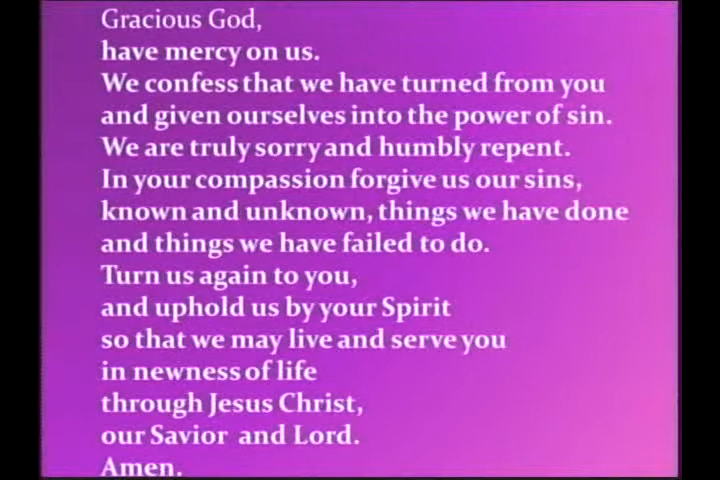 Gracious God,
have mercy on us.
We confess that we have turned from you
and given ourselves into the power of sin.
We are truly sorry and humbly repent.
In your compassion forgive us our sins,
known and unknown, things we have done
and things we have failed to do.
Turn us again to you,
and uphold us by your Spirit
so that we may live and serve you
in newness of life
through Jesus Christ,
our Savior and Lord.
Amen.